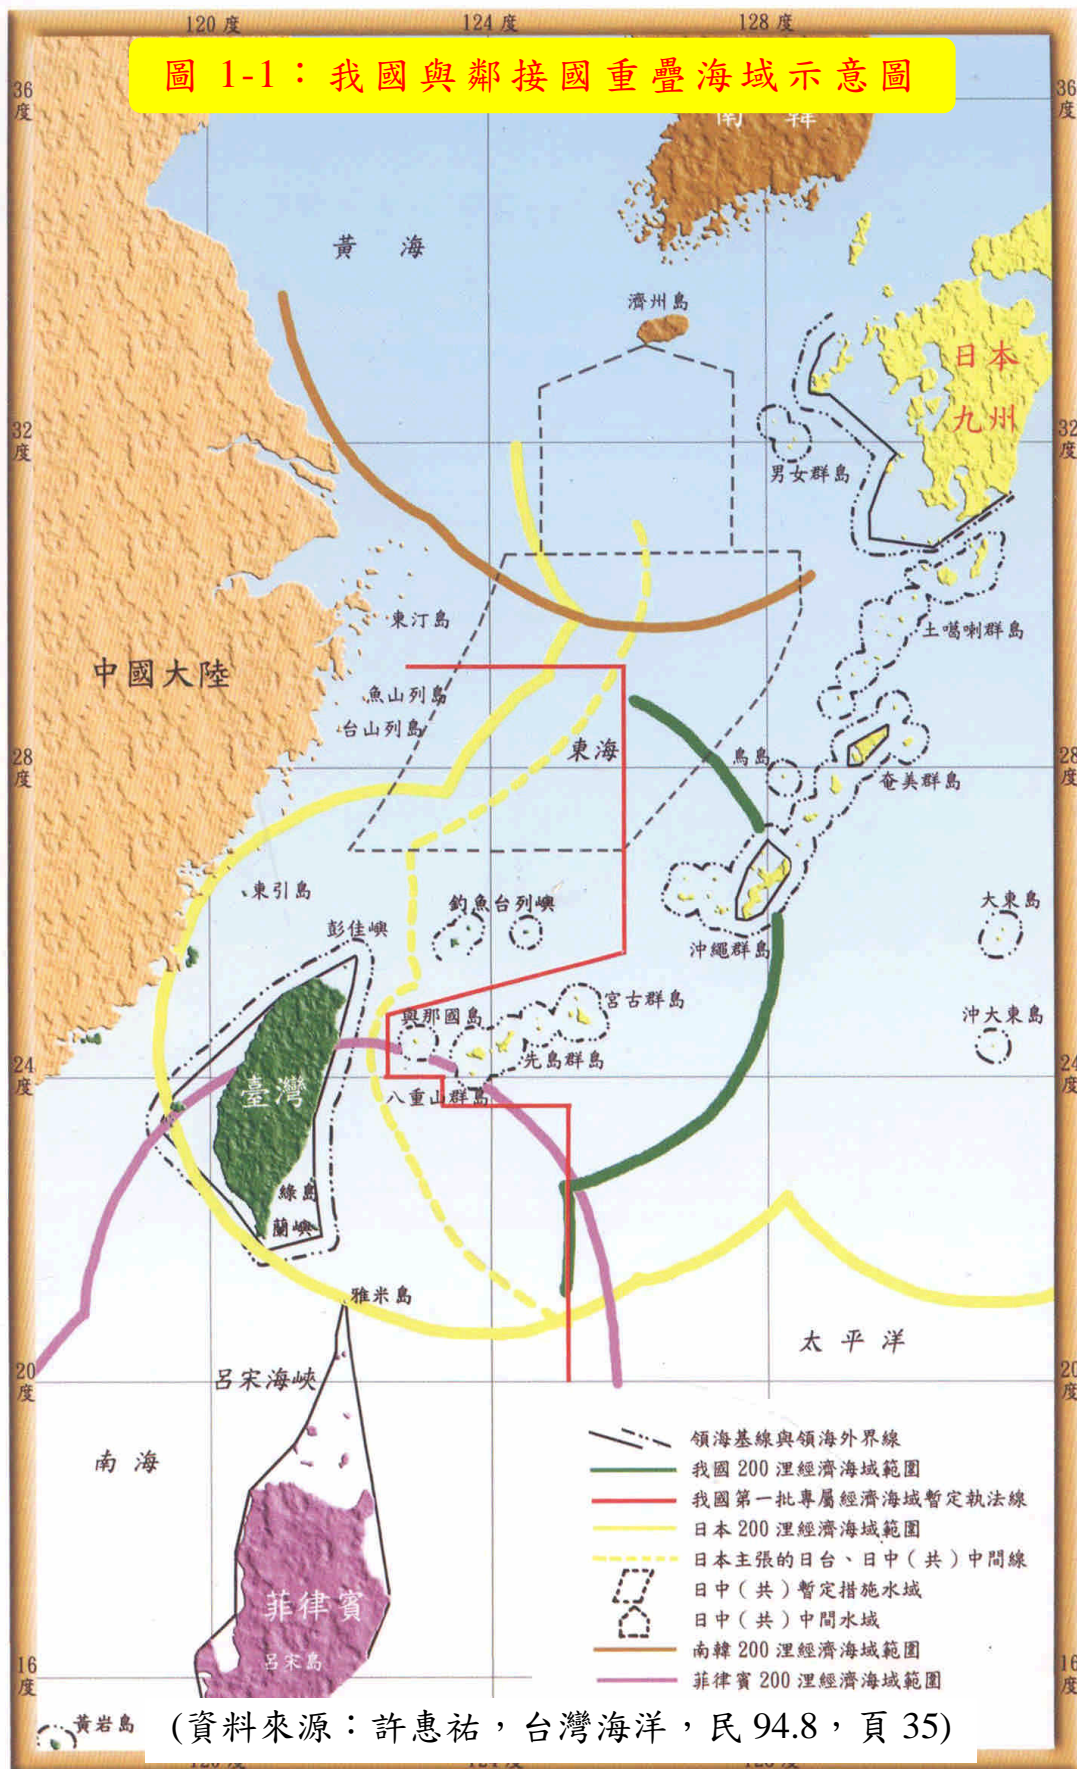 120 度
124 度
128 度
圖 1-1：我國與鄰接國重疊海域示意圖
36
度
36
度
南 韓
黃 海
濟州島
日本
九州
32
度
32
度
男女群島
東汀島
土噶喇群島
中國大陸
魚山列島
台山列島
東海
鳥島
28
度
28
度
奄美群島
東引島
釣魚台列嶼
大東島
彭佳嶼
沖繩群島
宮古群島
與那國島
沖大東島
先島群島
24
度
24
度
臺灣
八重山群島
綠島
蘭嶼
雅米島
太 平 洋
20
度
20
度
呂宋海峽
南 海
領海基線與領海外界線
我國 200 浬經濟海域範圍
我國第一批專屬經濟海域暫定執法線
日本 200 浬經濟海域範圍
日本主張的日台、日中（共）中間線
日中（共）暫定措施水域
日中（共）中間水域
南韓 200 浬經濟海域範圍
菲律賓 200 浬經濟海域範圍
菲律賓
呂宋島
16
度
16
度
黃岩島
(資料來源：許惠祐，台灣海洋，民 94.8，頁 35)
120 度
124 度
128 度